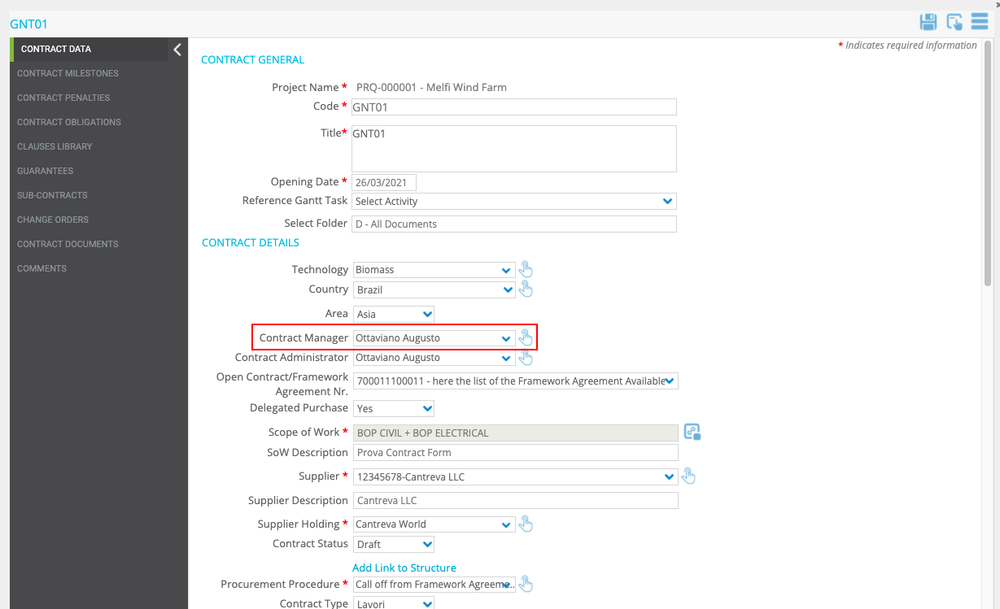 GNT01
* Indicates required information
CONTRACT DATA
CONTRACT MILESTONES
CONTRACT PENALTIES
CONTRACT OBLIGATIONS
CLAUSES LIBRARY
GUARANTEES
SUB-CONTRACTS
CHANGE ORDERS
CONTRACT DOCUMENTS
COMMENTS
CONTRACT GENERAL
Project Name * PRQ-000001 - Melfi Wind Farm
Code * GNT01
Title* GNT01
Opening Date * 26/03/2021
Reference Gantt Task Select Activity
Select Folder D - All Documents
CONTRACT DETAILS
Technology Biomass
Country Brazil
Area Asia
Contract Manager Ottaviano Augusto
Contract Administrator Ottaviano Augusto
Open Contract/Framework
Agreement Nr. 700011100011 - here the list of the Framework Agreement Available
Delegated Purchase Yes
Scope of Work * BOP CIVIL + BOP ELECTRICAL
SoW Description Prova Contract Form
Supplier * 12345678-Cantreva LLC
Supplier Description Cantreva LLC
Supplier Holding * Cantreva World
Contract Status Draft
Add Link to Structure
Procurement Procedure * Call off from Framework Agreeme..
Contract Type Lavori